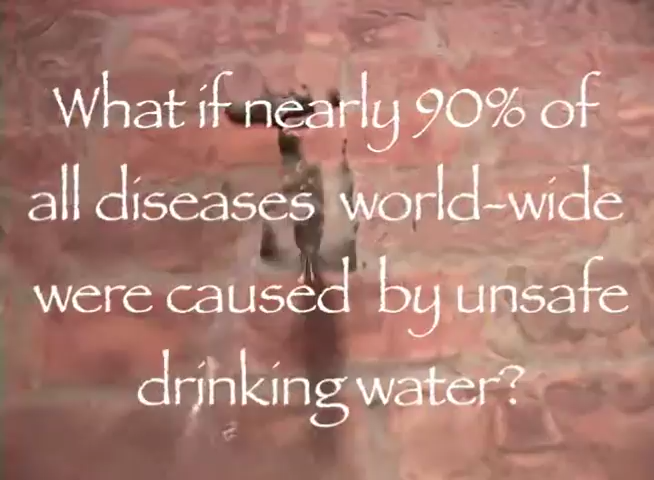 What if nearly 90% of
all diseases world-wide
were caused by unsafe
drinking water?